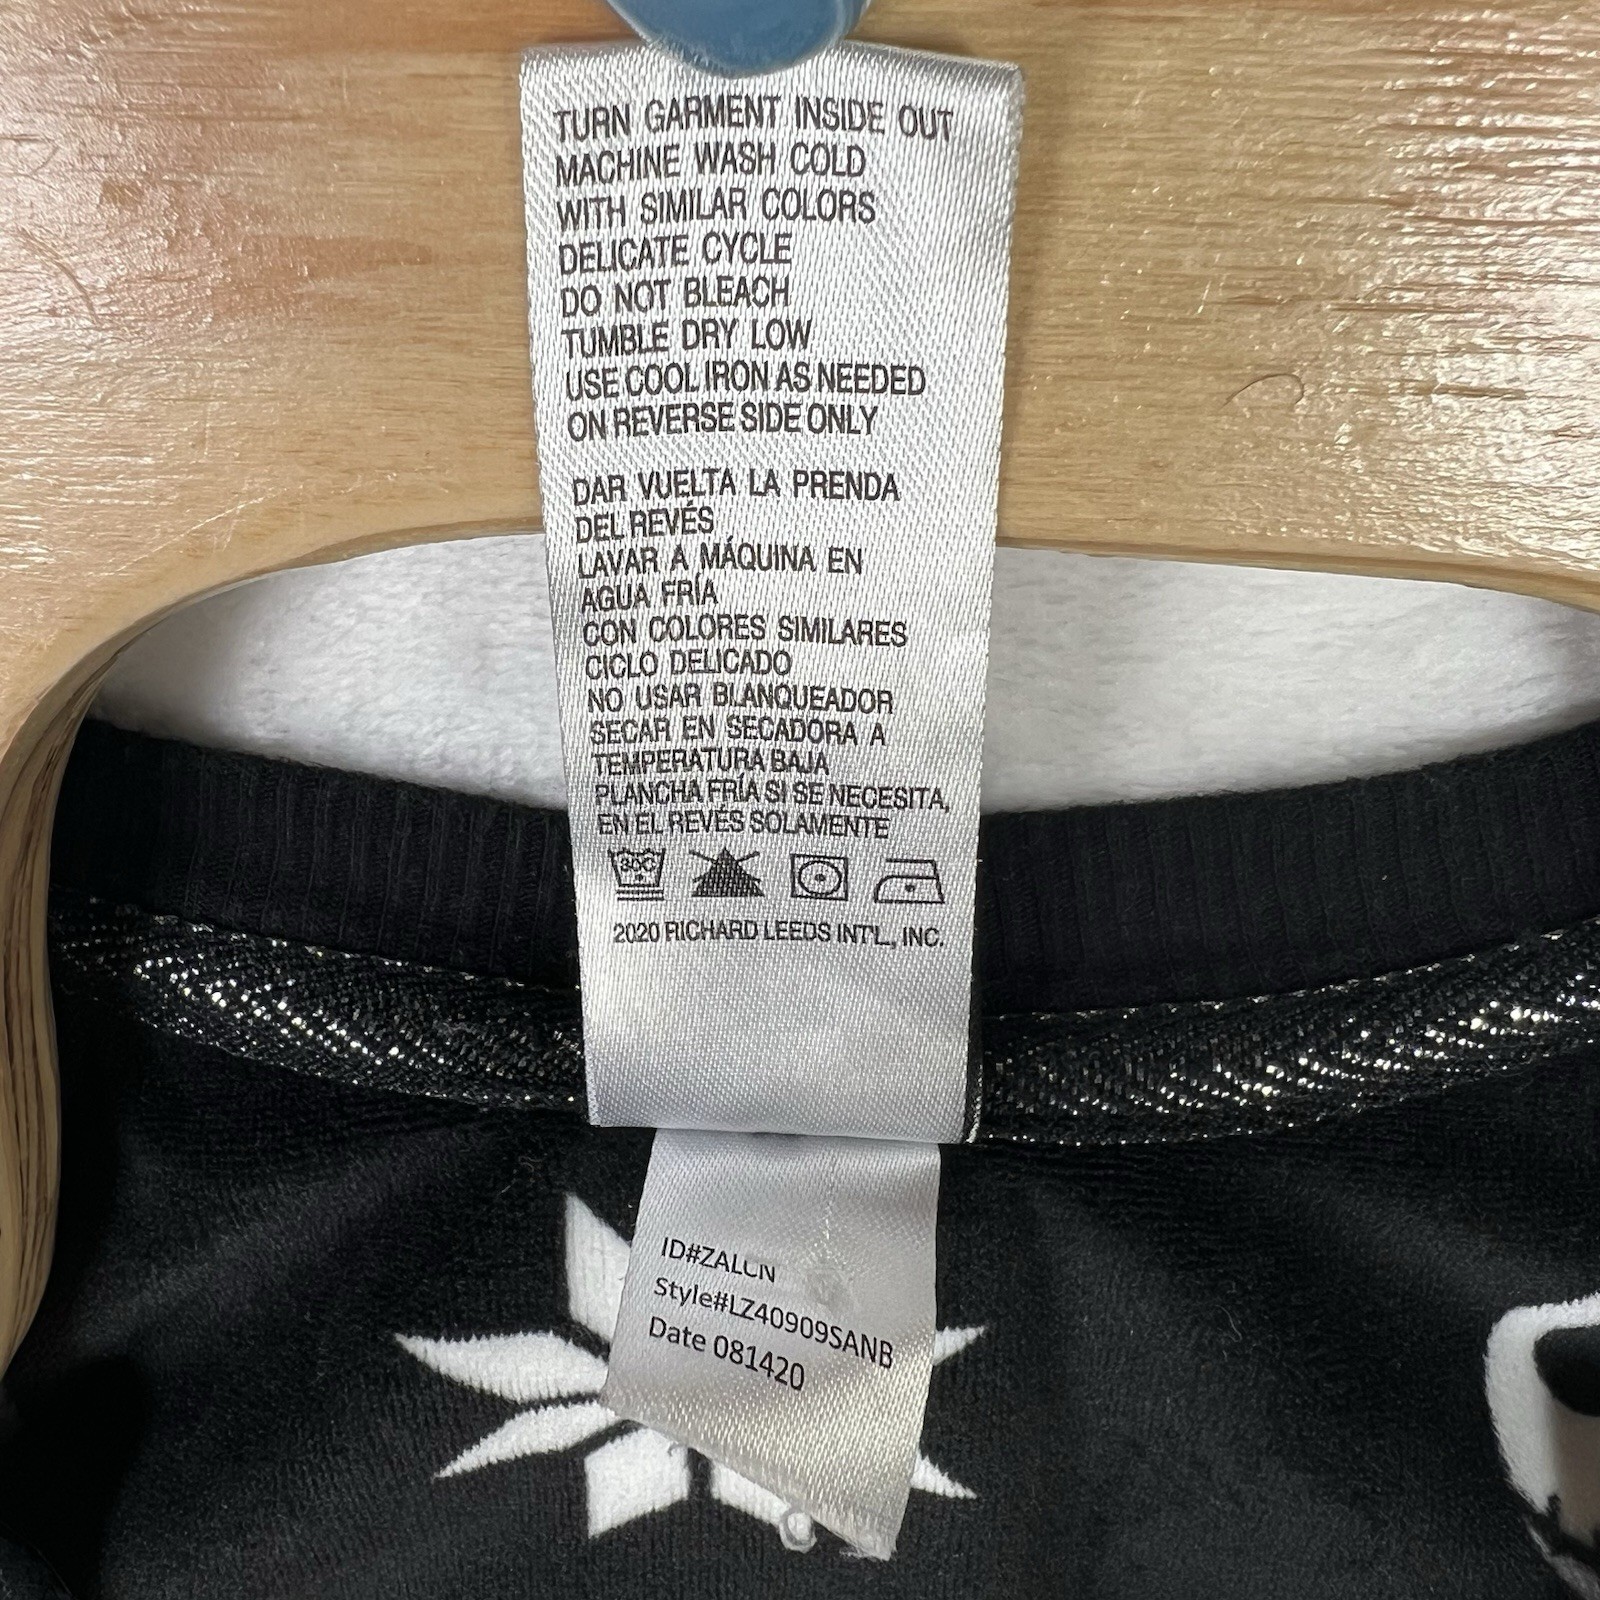 TURN GARMENT INSIDE OUT
MACHINE WASH COLD
WITH SIMILAR COLORS
DELICATE CYCLE
DO NOT BLEACH
TUMBLE DRY LOW
USE COOL IRON AS NEEDED
ON REVERSE SIDE ONLY
DAR VUELTA LA PRENDA
DEL REVÉS
LAVAR A MÁQUINA EN
AGUA FRÍA
CON COLORES SIMILARES
CICLO DELICADO
NO USAR BLANQUEADOR
SECAR EN SECADORA A
TEMPERATURA BAJA
PLANCHA FRÍA SI SE NECESITA,
EN EL REVÉS SOLAMENTE
30C
2020 RICHARD LEEDS INT'L, INC.
ID#ZALCN
Style#LZ40909SANB
Date 081420